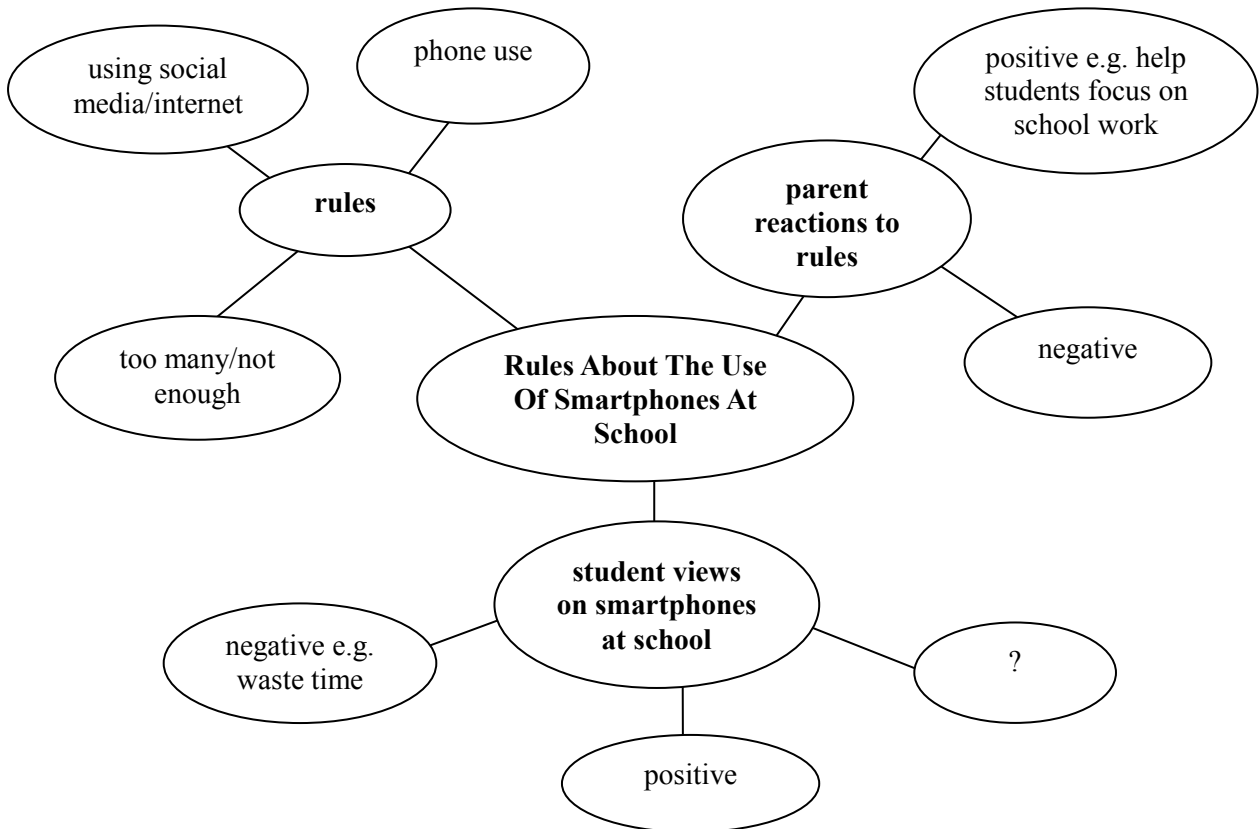 using social
media/internet
phone use
positive e.g. help
students focus on
school work
rules
parent
reactions to
rules
too many/not
enough
negative
Rules About The Use
Of Smartphones At
School
student views
on smartphones
at school
negative e.g.
waste time
?
positive